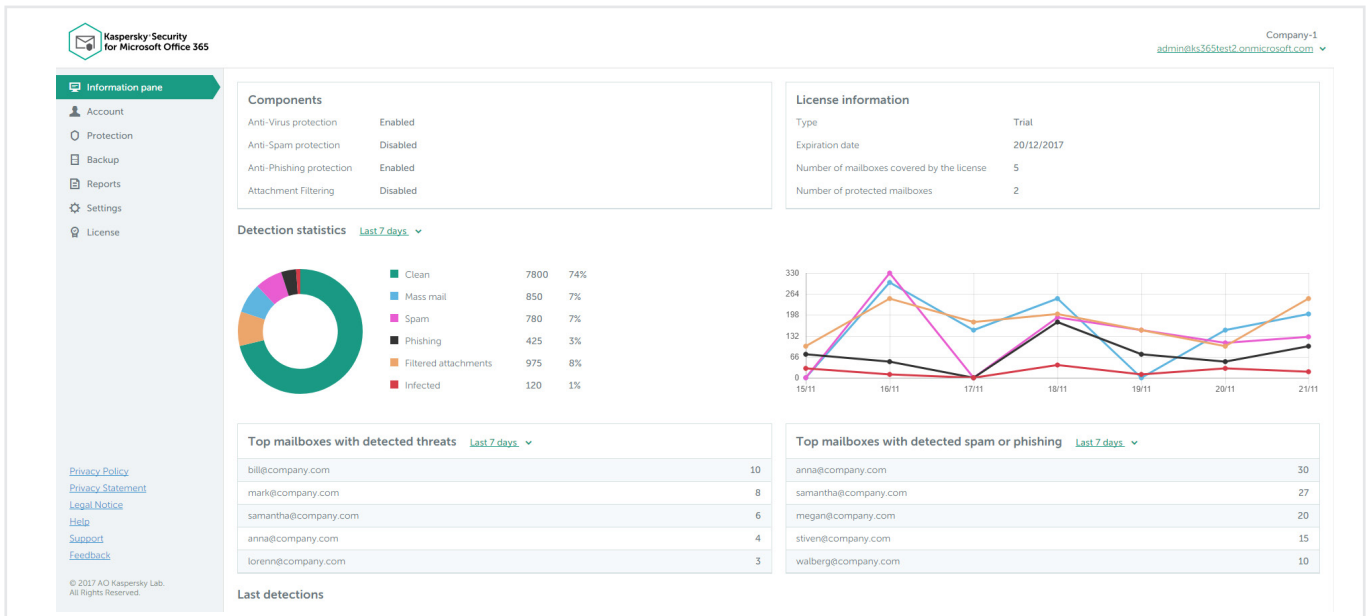 Kaspersky Security
for Microsoft Office 365
Company-1
admin@ks365test2.onmicrosoft.com
Information pane
Account
Protection
Backup
Reports
Settings
License
Privacy Policy
Privacy Statement
Legal Notice
Help
Support
Feedback
© 2017 AO Kaspersky Lab.
All Rights Reserved.
Components
Anti-Virus protection Enabled
Anti-Spam protection Disabled
Anti-Phishing protection Enabled
Attachment Filtering Disabled
License information
Type Trial
Expiration date 20/12/2017
Number of mailboxes covered by the license 5
Number of protected mailboxes 2
Detection statistics Last 7 days
Clean 7800 74%
Mass mail 850 7%
Spam 780 7%
Phishing 425 3%
Filtered attachments 975 8%
Infected 120 1%
330
264
198
132
66
0
15/11 16/11 17/11 18/11 19/11 20/11 21/11
Top mailboxes with detected threats Last 7 days
bill@company.com 10
mark@company.com 8
samantha@company.com 6
anna@company.com 4
lorenn@company.com 3
Top mailboxes with detected spam or phishing Last 7 days
anna@company.com 30
samantha@company.com 27
megan@company.com 20
stiven@company.com 15
walberg@company.com 10
Last detections